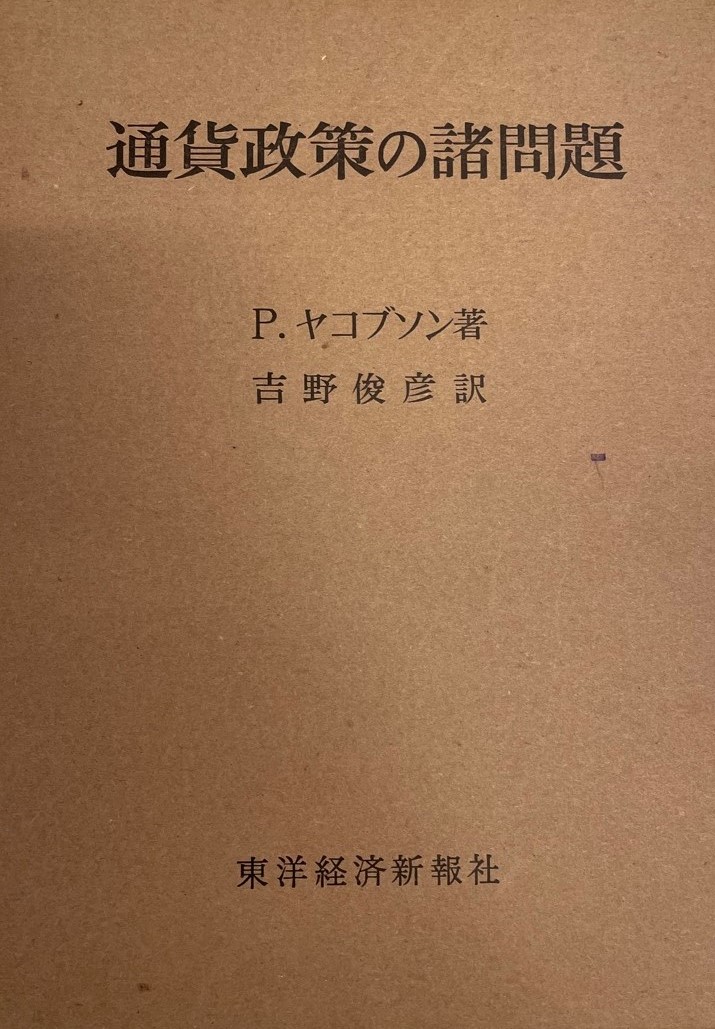 通貨政策の諸問題
P. ヤコブソン著
吉野俊彦訳
東洋経済新報社